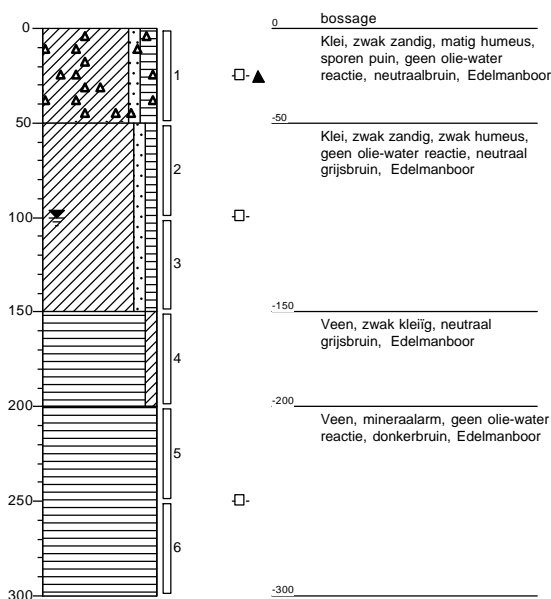 0
50
100
150
200
250
300
1
2
3
4
5
6
0
bossage
Klei, zwak zandig, matig humeus,
sporen puin, geen olie-water
reactie, neutraalbruin, Edelmanboor
-50
Klei, zwak zandig, zwak humeus,
geen olie-water reactie, neutraal
grijsbruin, Edelmanboor
-150
Veen, zwak kleiïg, neutraal
grijsbruin, Edelmanboor
-200
Veen, mineraalarm, geen olie-water
reactie, donkerbruin, Edelmanboor
-300